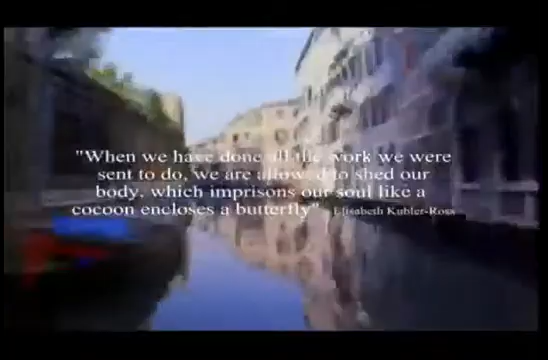 "When we have done all the work we were
sent to do, we are allowed to shed our
body, which imprisons our soul like a
cocoon encloses a butterfly" - Elisabeth Kubler-Ross